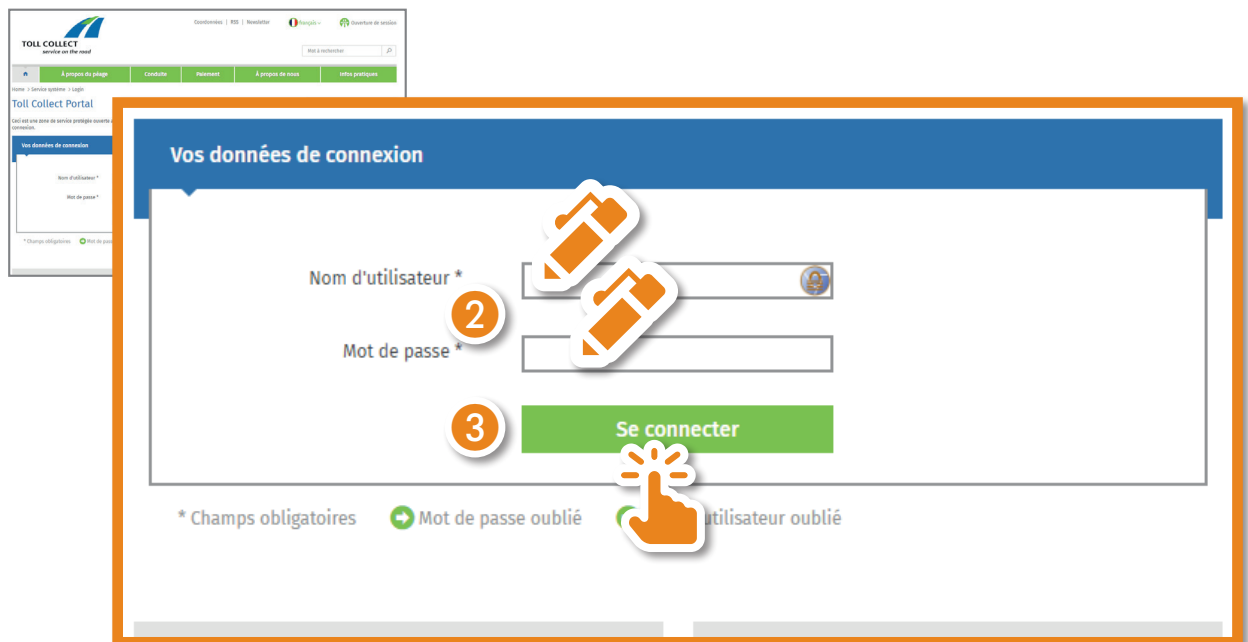 Coordonnées | RSS | Newsletter français Ouverture de session
TOLL COLLECT
service on the road
Mot à rechercher
À propos du péage Conduite Paiement À propos de nous Infos pratiques
Home > Service système > Login
Toll Collect Portal
Ceci est une zone de service protégée ouverte
connexion.
Vos données de connexion
Nom d'utilisateur *
Mot de passe *
* Champs obligatoires Mot de pass
Vos données de connexion
Nom d'utilisateur *
2
Mot de passe *
3 Se connecter
* Champs obligatoires Mot de passe oublié utilisateur oublié